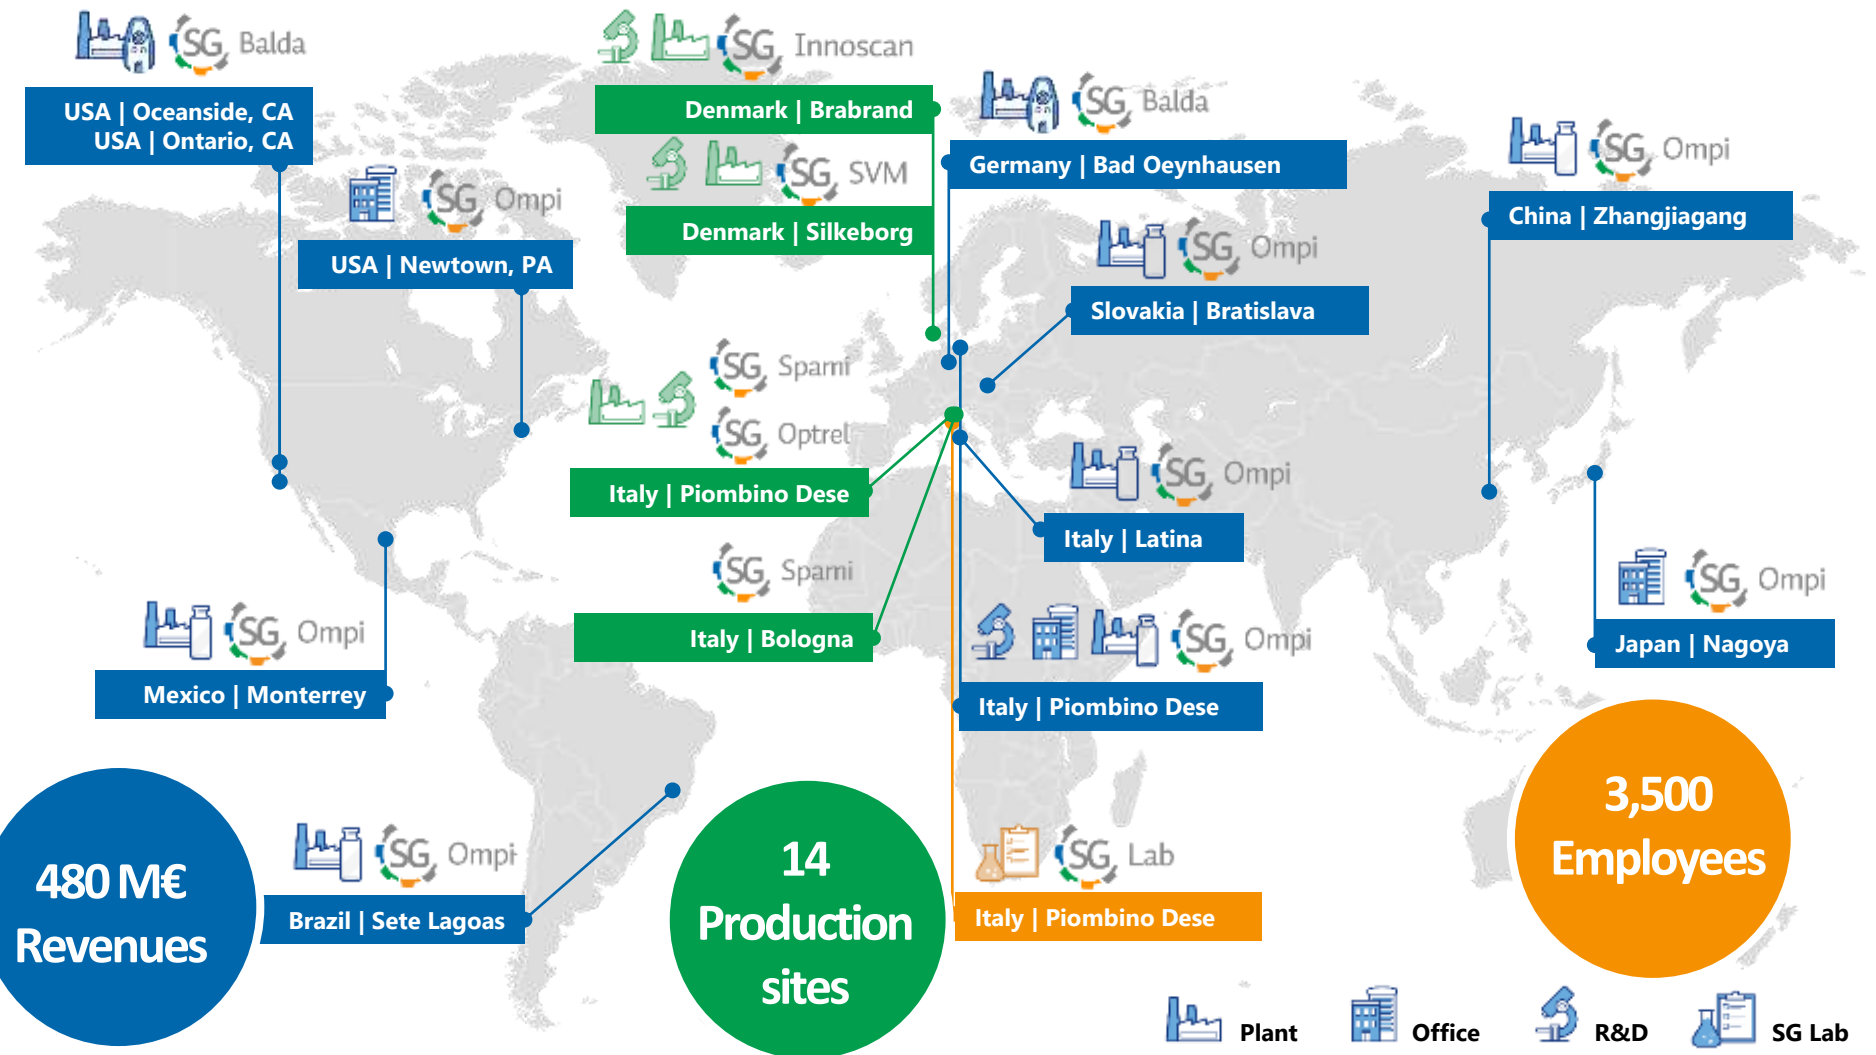 SG Balda
USA | Oceanside, CA
USA | Ontario, CA
SG Ompi
USA | Newtown, PA
SG Innoscan
Denmark | Brabrand
SG SVM
Denmark | Silkeborg
SG Balda
Germany | Bad Oeynhausen
SG Ompi
Slovakia | Bratislava
SG Ompi
China | Zhangjiagang
SG Spami
SG Optrel
Italy | Piombino Dese
SG Ompi
Italy | Latina
SG Spami
Italy | Bologna
SG Ompi
Italy | Piombino Dese
SG Ompi
Japan | Nagoya
SG Ompi
Mexico | Monterrey
SG Ompi
Brazil | Sete Lagoas
SG Lab
Italy | Piombino Dese
480 M€
Revenues
14
Production
sites
3,500
Employees
Plant
Office
R&D
SG Lab